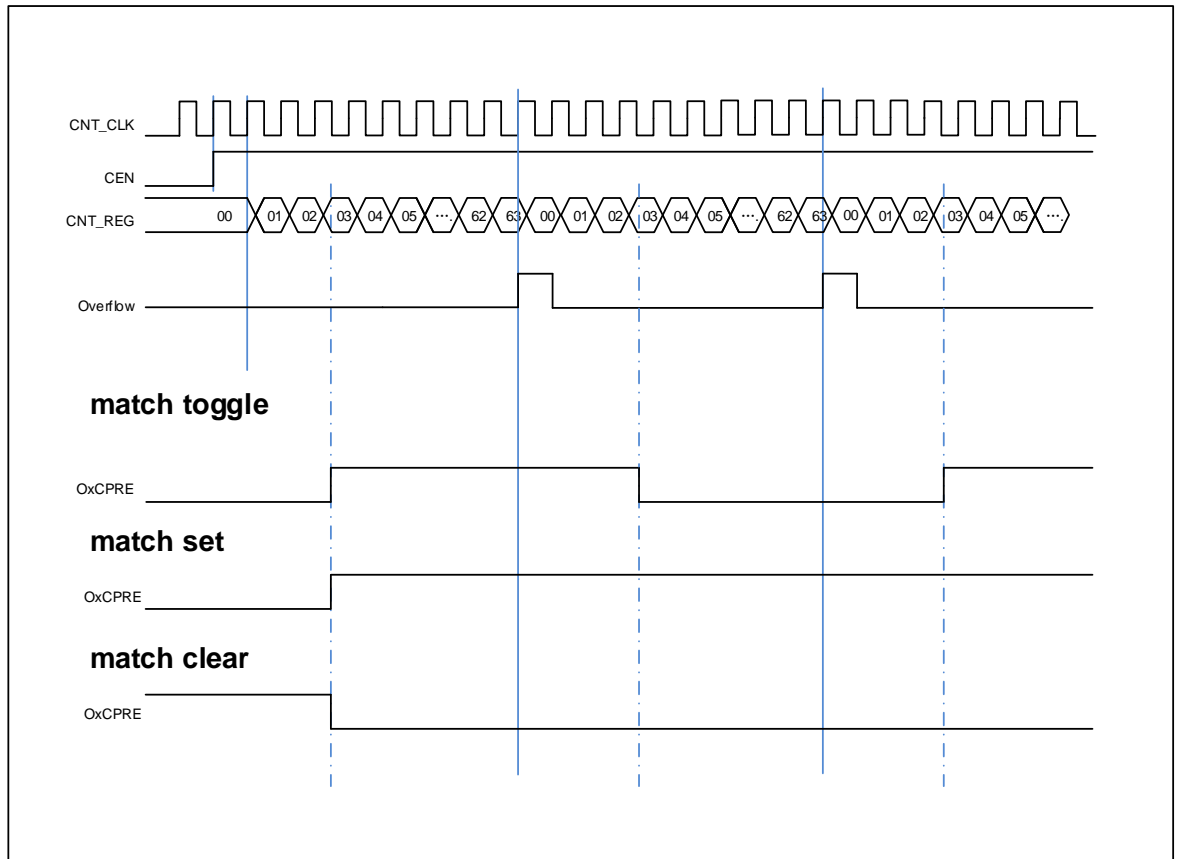 CNT_CLK
CEN
CNT_REG 00 01 02 03 04 05 ···. 62 63 00 01 02 03 04 05 ···. 62 63 00 01 02 03 04 05 ···.
Overflow
match toggle
OxCPRE
match set
OxCPRE
match clear
OxCPRE